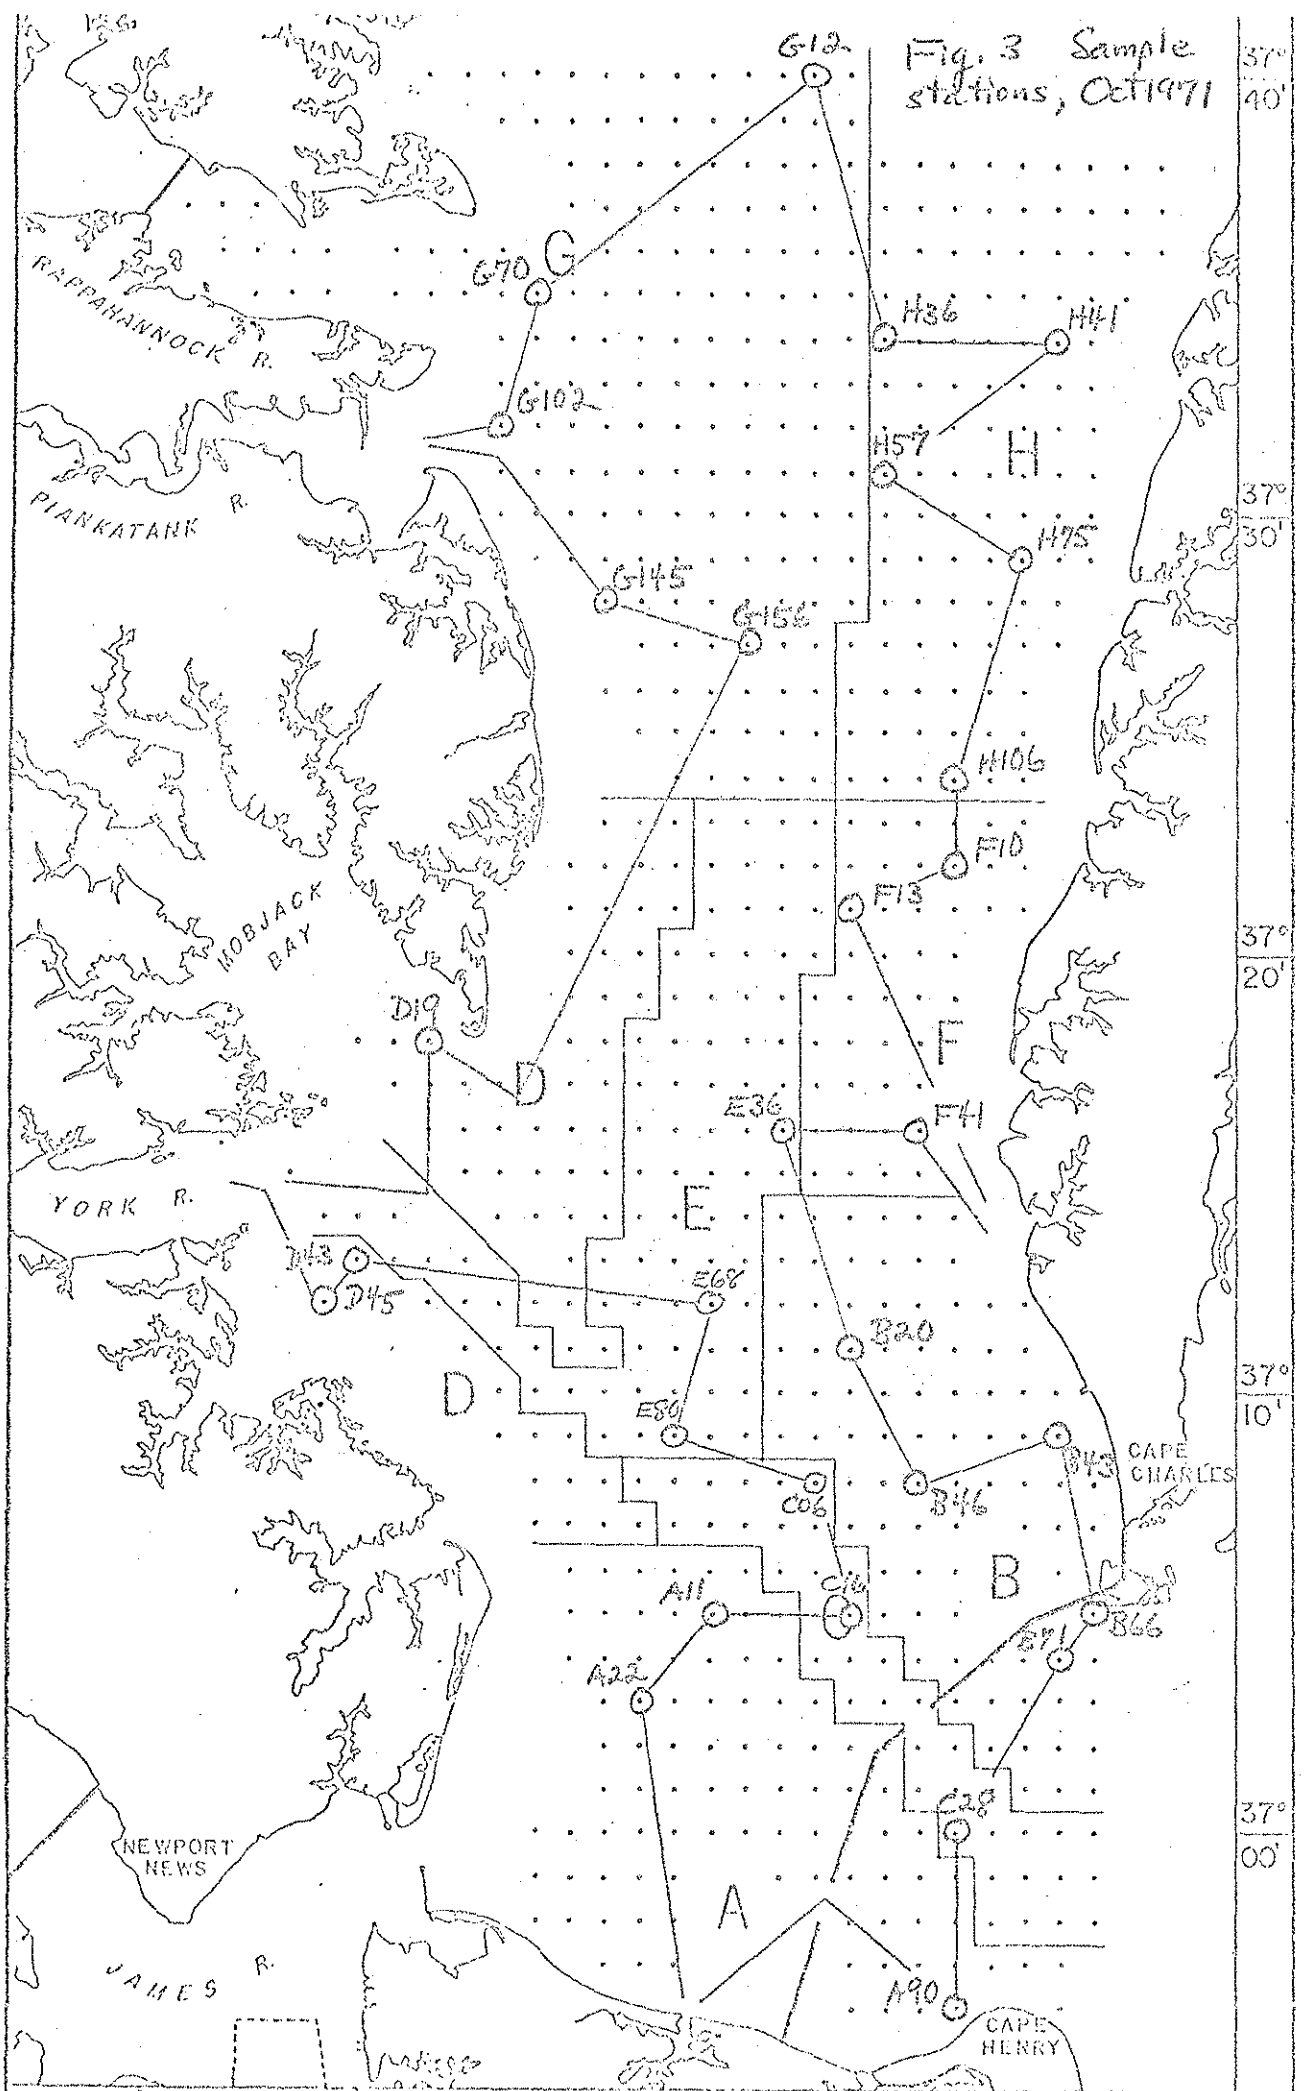 G12
Fig. 3 Sample
stations, Oct 1971
37°
40'
G
G70
RAPPAHANNOCK R.
H36
H41
G102
H57
H
PIANKATANK R.
37°
30'
H75
G145
G156
H106
F10
F13
MOBJACK
BAY
37°
20'
D19
F
D
E36
F41
YORK R.
E
D43
D45
E68
B20
D
37°
10'
E80
B43
CAPE
CHARLES
C06
B46
B
A11
C16
B66
B71
A22
C28
37°
00'
NEWPORT
NEWS
A
JAMES R.
A90
CAPE
HENRY